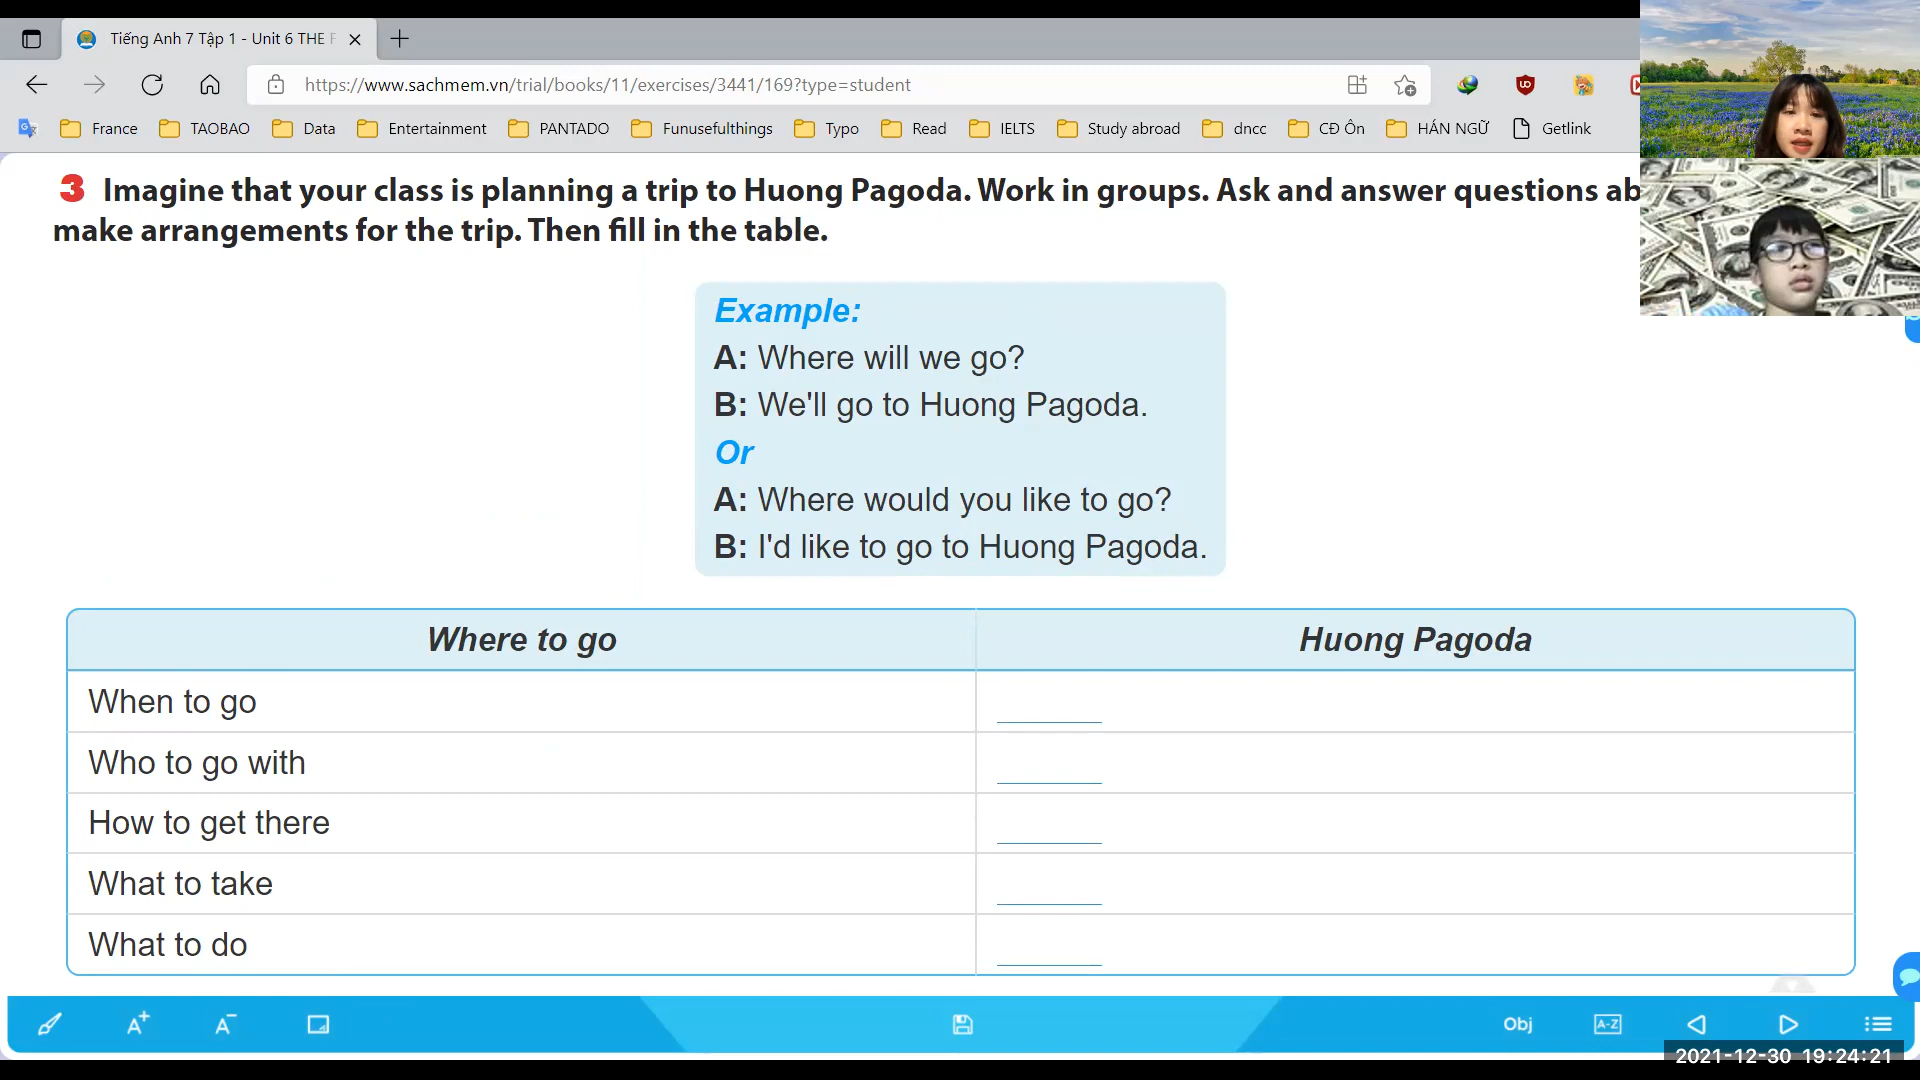 Tiếng Anh 7 Tập 1 - Unit 6 THE
https://www.sachmem.vn/trial/books/11/exercises/3441/169?type=student
France TAOBAO Data Entertainment PANTADO Funusefulthings Typo Read IELTS Study abroad dncc CĐ Ôn HÁN NGỮ Getlink
3 Imagine that your class is planning a trip to Huong Pagoda. Work in groups. Ask and answer questions ab
make arrangements for the trip. Then fill in the table.
Example:
A: Where will we go?
B: We'll go to Huong Pagoda.
Or
A: Where would you like to go?
B: I'd like to go to Huong Pagoda.
Where to go Huong Pagoda
When to go
Who to go with
How to get there
What to take
What to do
A+ A- Obj A-Z
2021-12-30 19:24:21